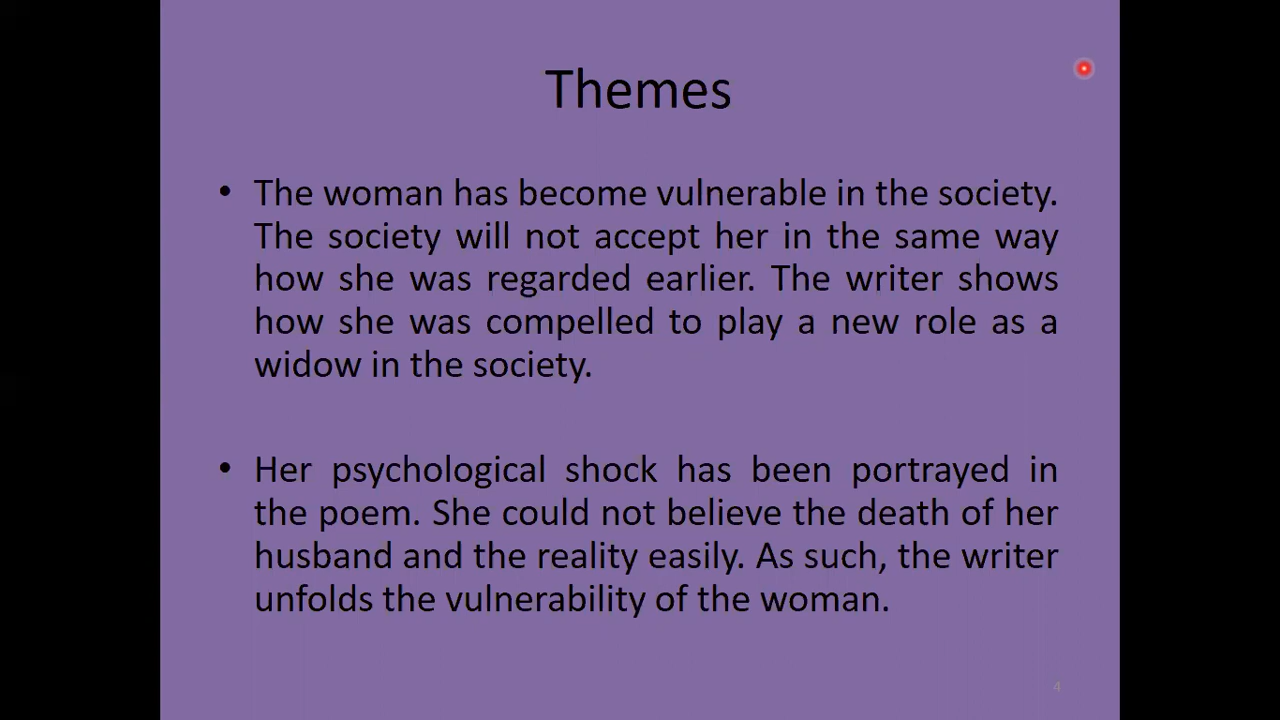 Themes
• The woman has become vulnerable in the society.
The society will not accept her in the same way
how she was regarded earlier. The writer shows
how she was compelled to play a new role as a
widow in the society.
• Her psychological shock has been portrayed in
the poem. She could not believe the death of her
husband and the reality easily. As such, the writer
unfolds the vulnerability of the woman.
4